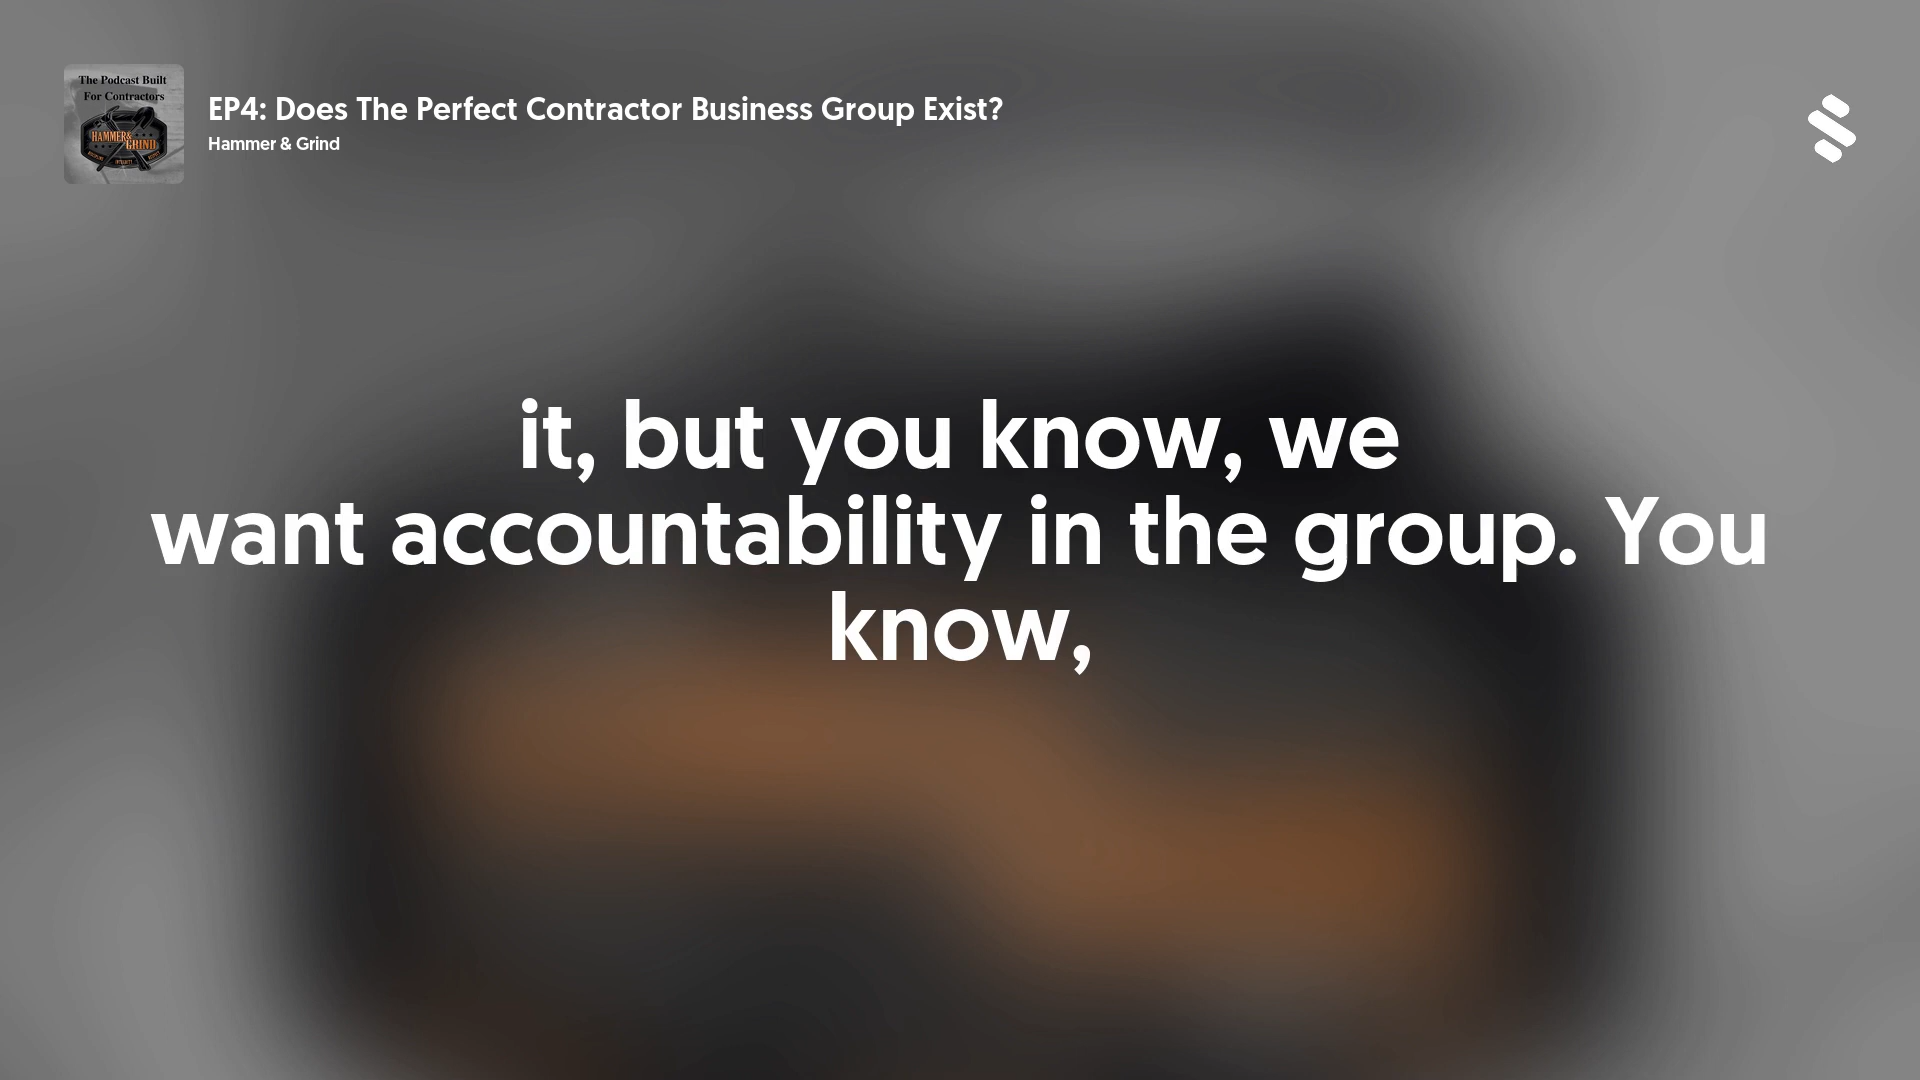 The Podcast Built
For Contractors
HAMMER&
GRIND
EP4: Does The Perfect Contractor Business Group Exist?
Hammer & Grind
it, but you know, we
want accountability in the group. You
know,